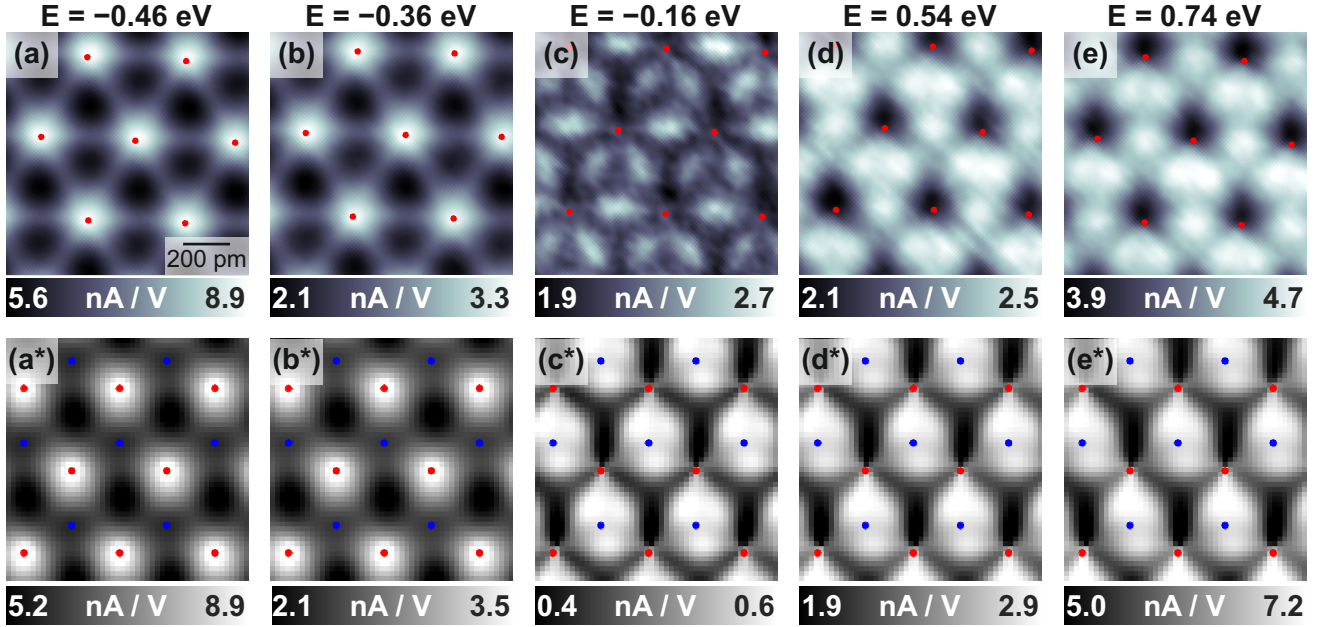 E = −0.46 eV E = −0.36 eV E = −0.16 eV E = 0.54 eV E = 0.74 eV
(a) (b) (c) (d) (e)
200 pm
5.6 nA / V 8.9 2.1 nA / V 3.3 1.9 nA / V 2.7 2.1 nA / V 2.5 3.9 nA / V 4.7
(a*) (b*) (c*) (d*) (e*)
5.2 nA / V 8.9 2.1 nA / V 3.5 0.4 nA / V 0.6 1.9 nA / V 2.9 5.0 nA / V 7.2